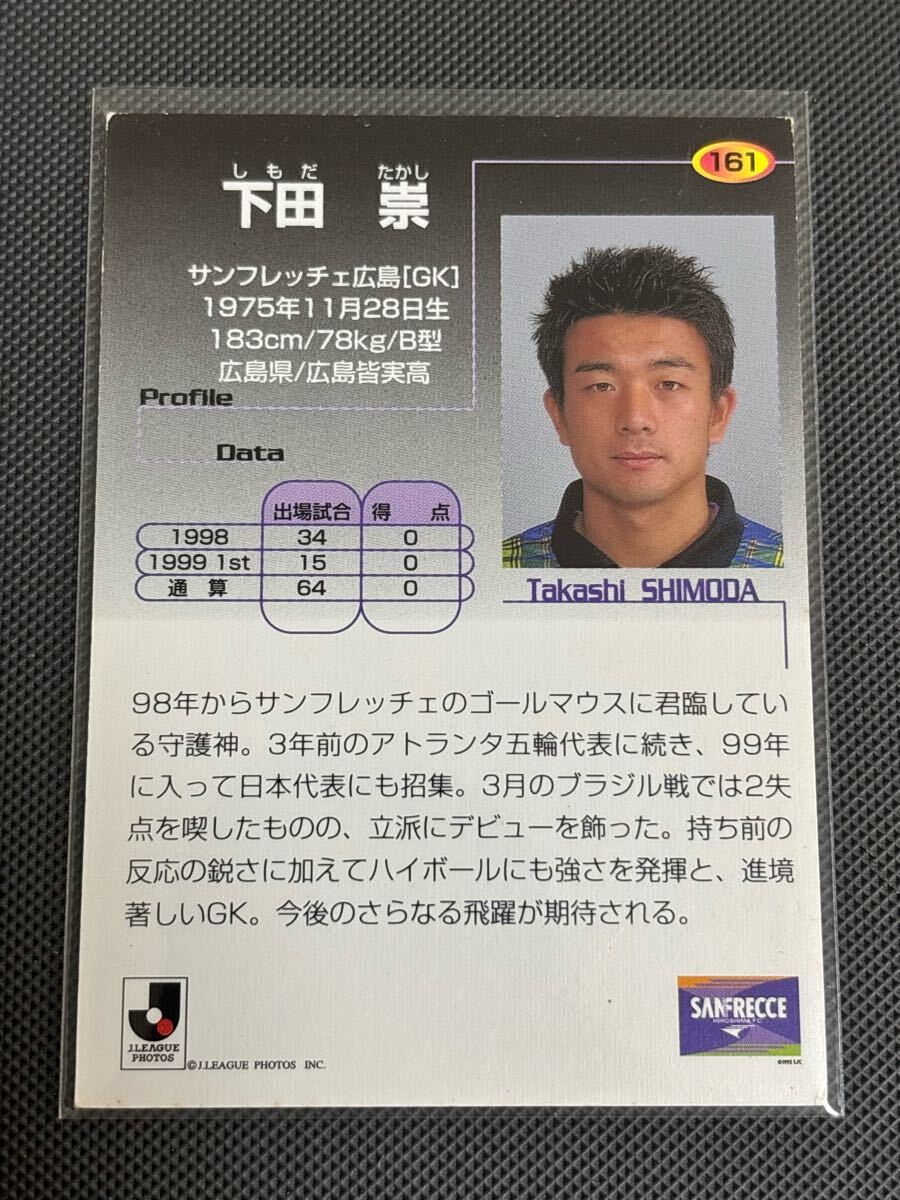 161
しもだ たかし
下田 崇
サンフレッチェ広島[GK]
1975年11月28日生
183cm/78kg/B型
広島県/広島皆実高
Profile
Data
出場試合 得 点
1998 34 0
1999 1st 15 0
通 算 64 0
Takashi SHIMODA
98年からサンフレッチェのゴールマウスに君臨してい
る守護神。3年前のアトランタ五輪代表に続き、99年
に入って日本代表にも招集。3月のブラジル戦では2失
点を喫したものの、立派にデビューを飾った。持ち前の
反応の鋭さに加えてハイボールにも強さを発揮と、進境
著しいGK。今後のさらなる飛躍が期待される。
J.LEAGUE
PHOTOS
©J.LEAGUE PHOTOS INC.
SANFRECCE
HIROSHIMA F.C